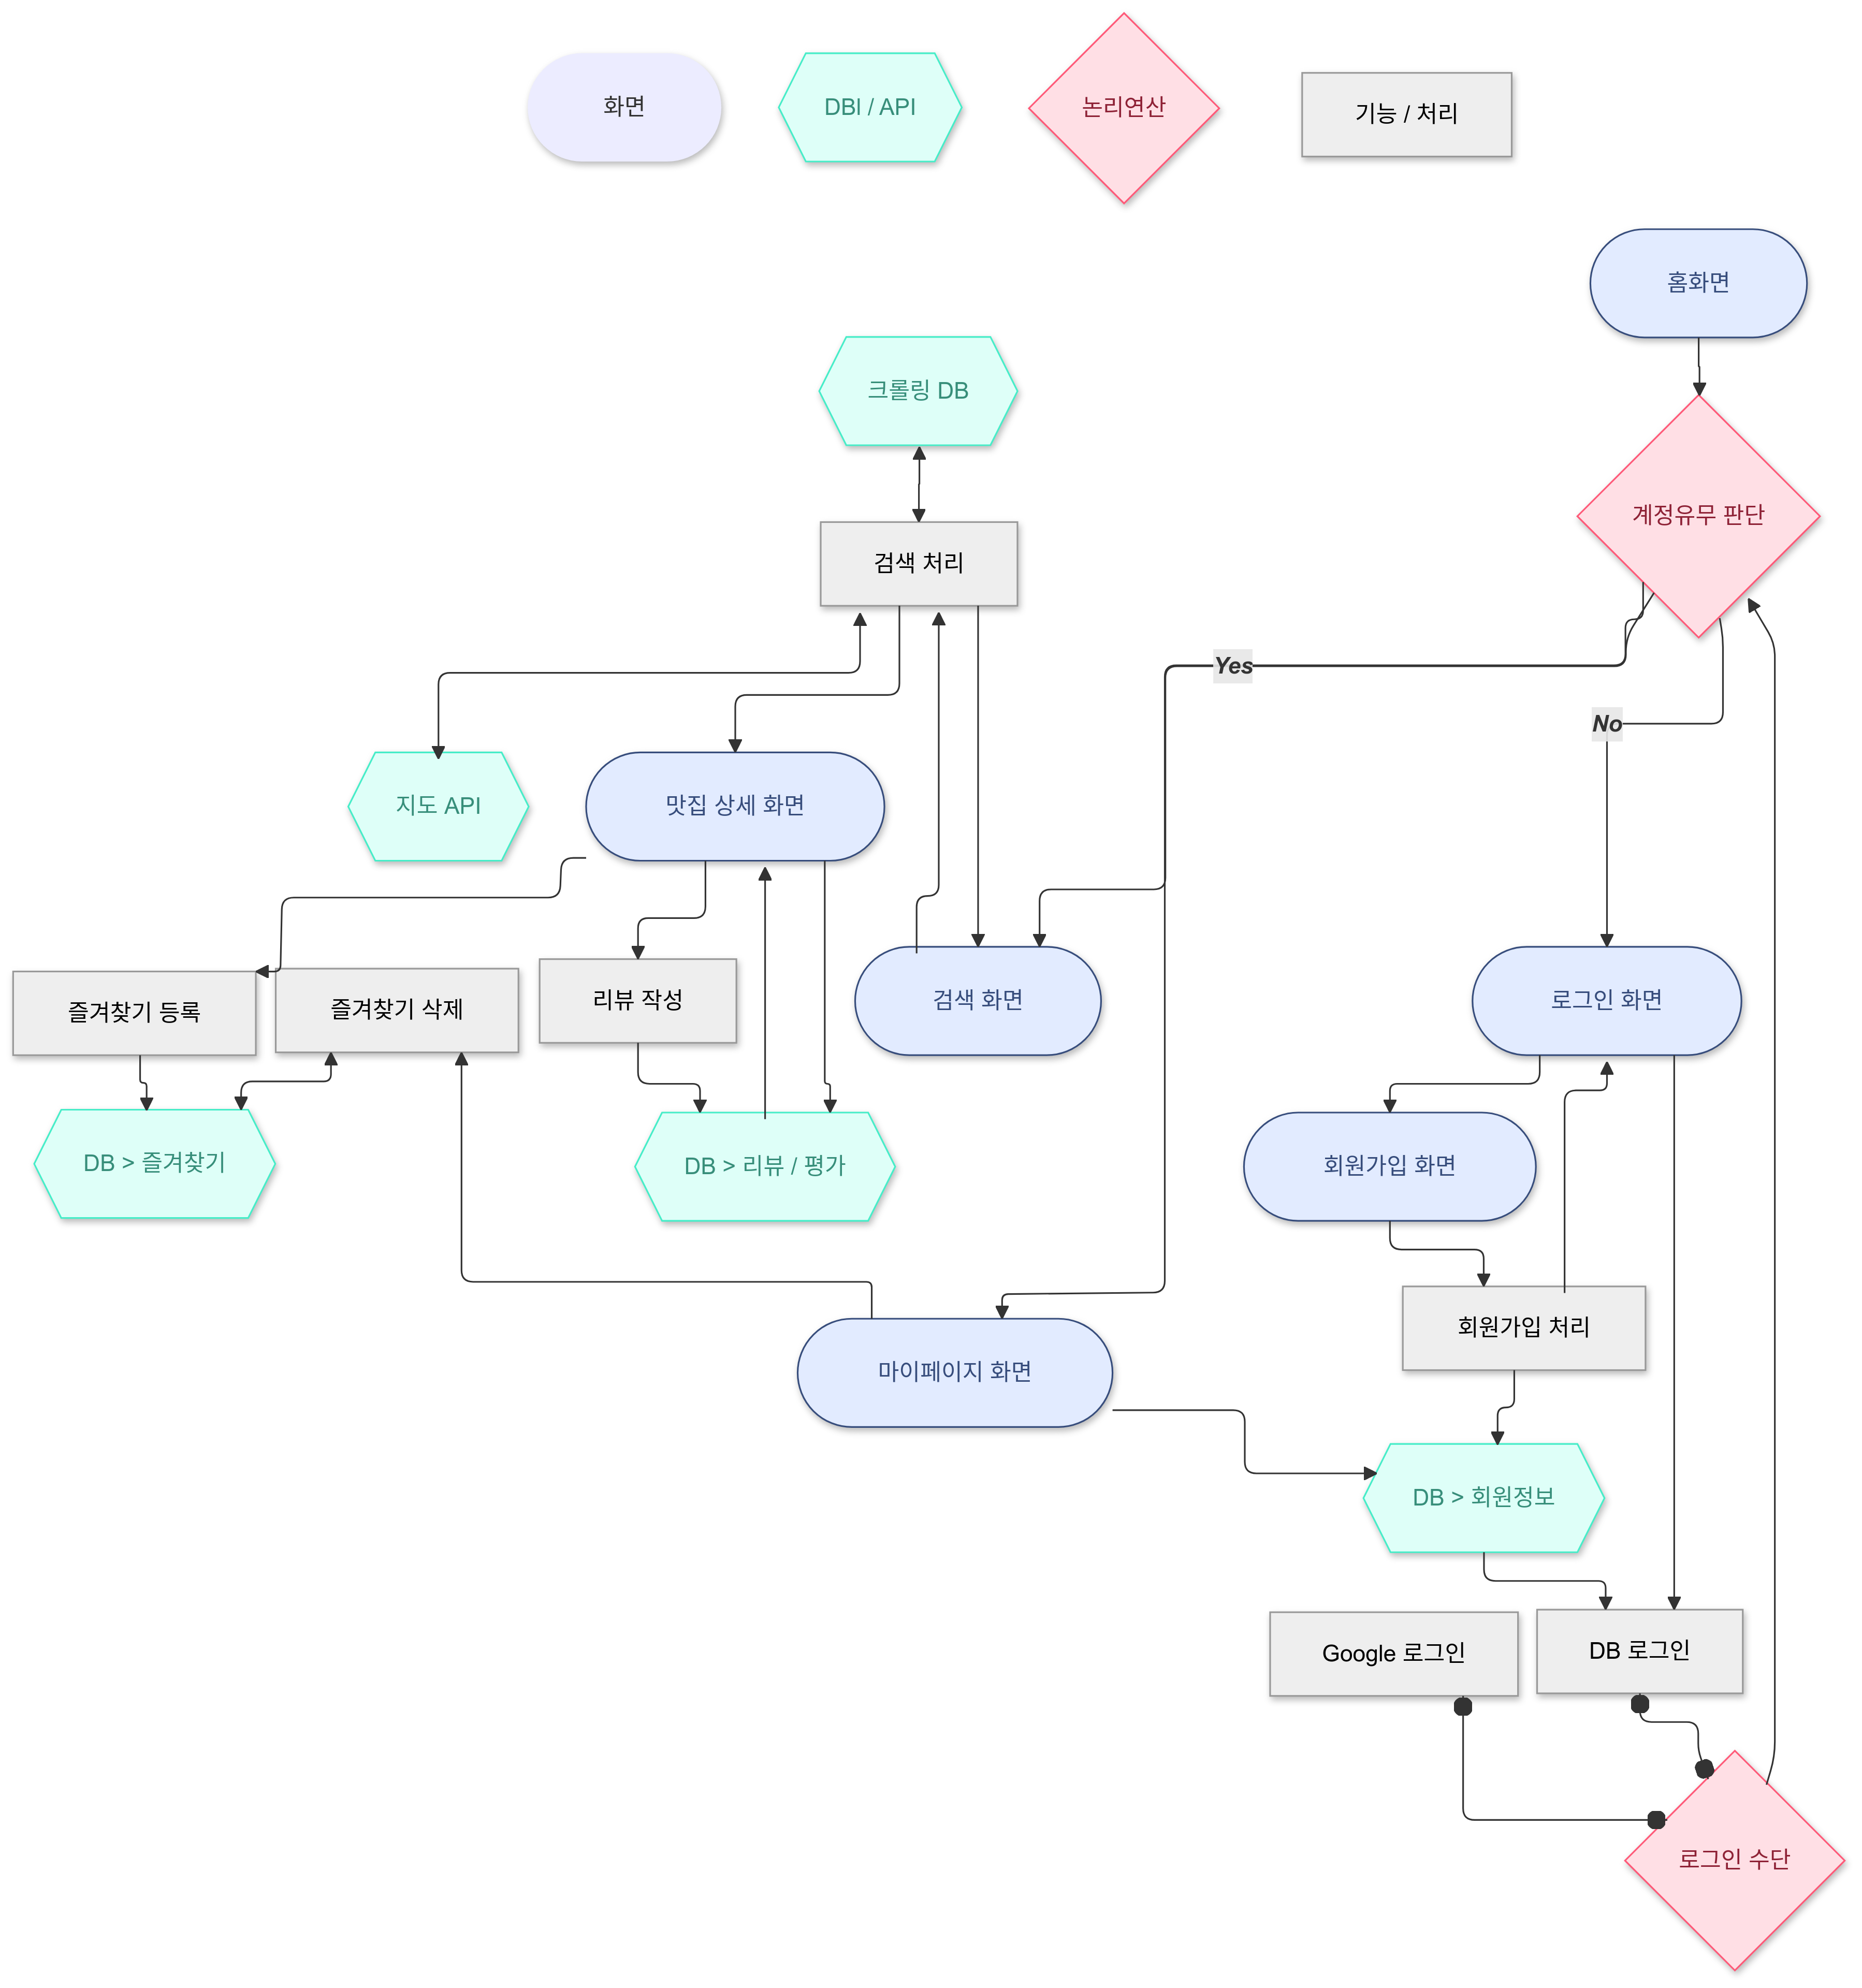 화면
DBI / API
논리연산
기능 / 처리
홈화면
크롤링 DB
계정유무 판단
검색 처리
Yes
No
지도 API
맛집 상세 화면
즐겨찾기 등록
즐겨찾기 삭제
리뷰 작성
검색 화면
로그인 화면
DB > 즐겨찾기
DB > 리뷰 / 평가
회원가입 화면
회원가입 처리
마이페이지 화면
DB > 회원정보
Google 로그인
DB 로그인
로그인 수단